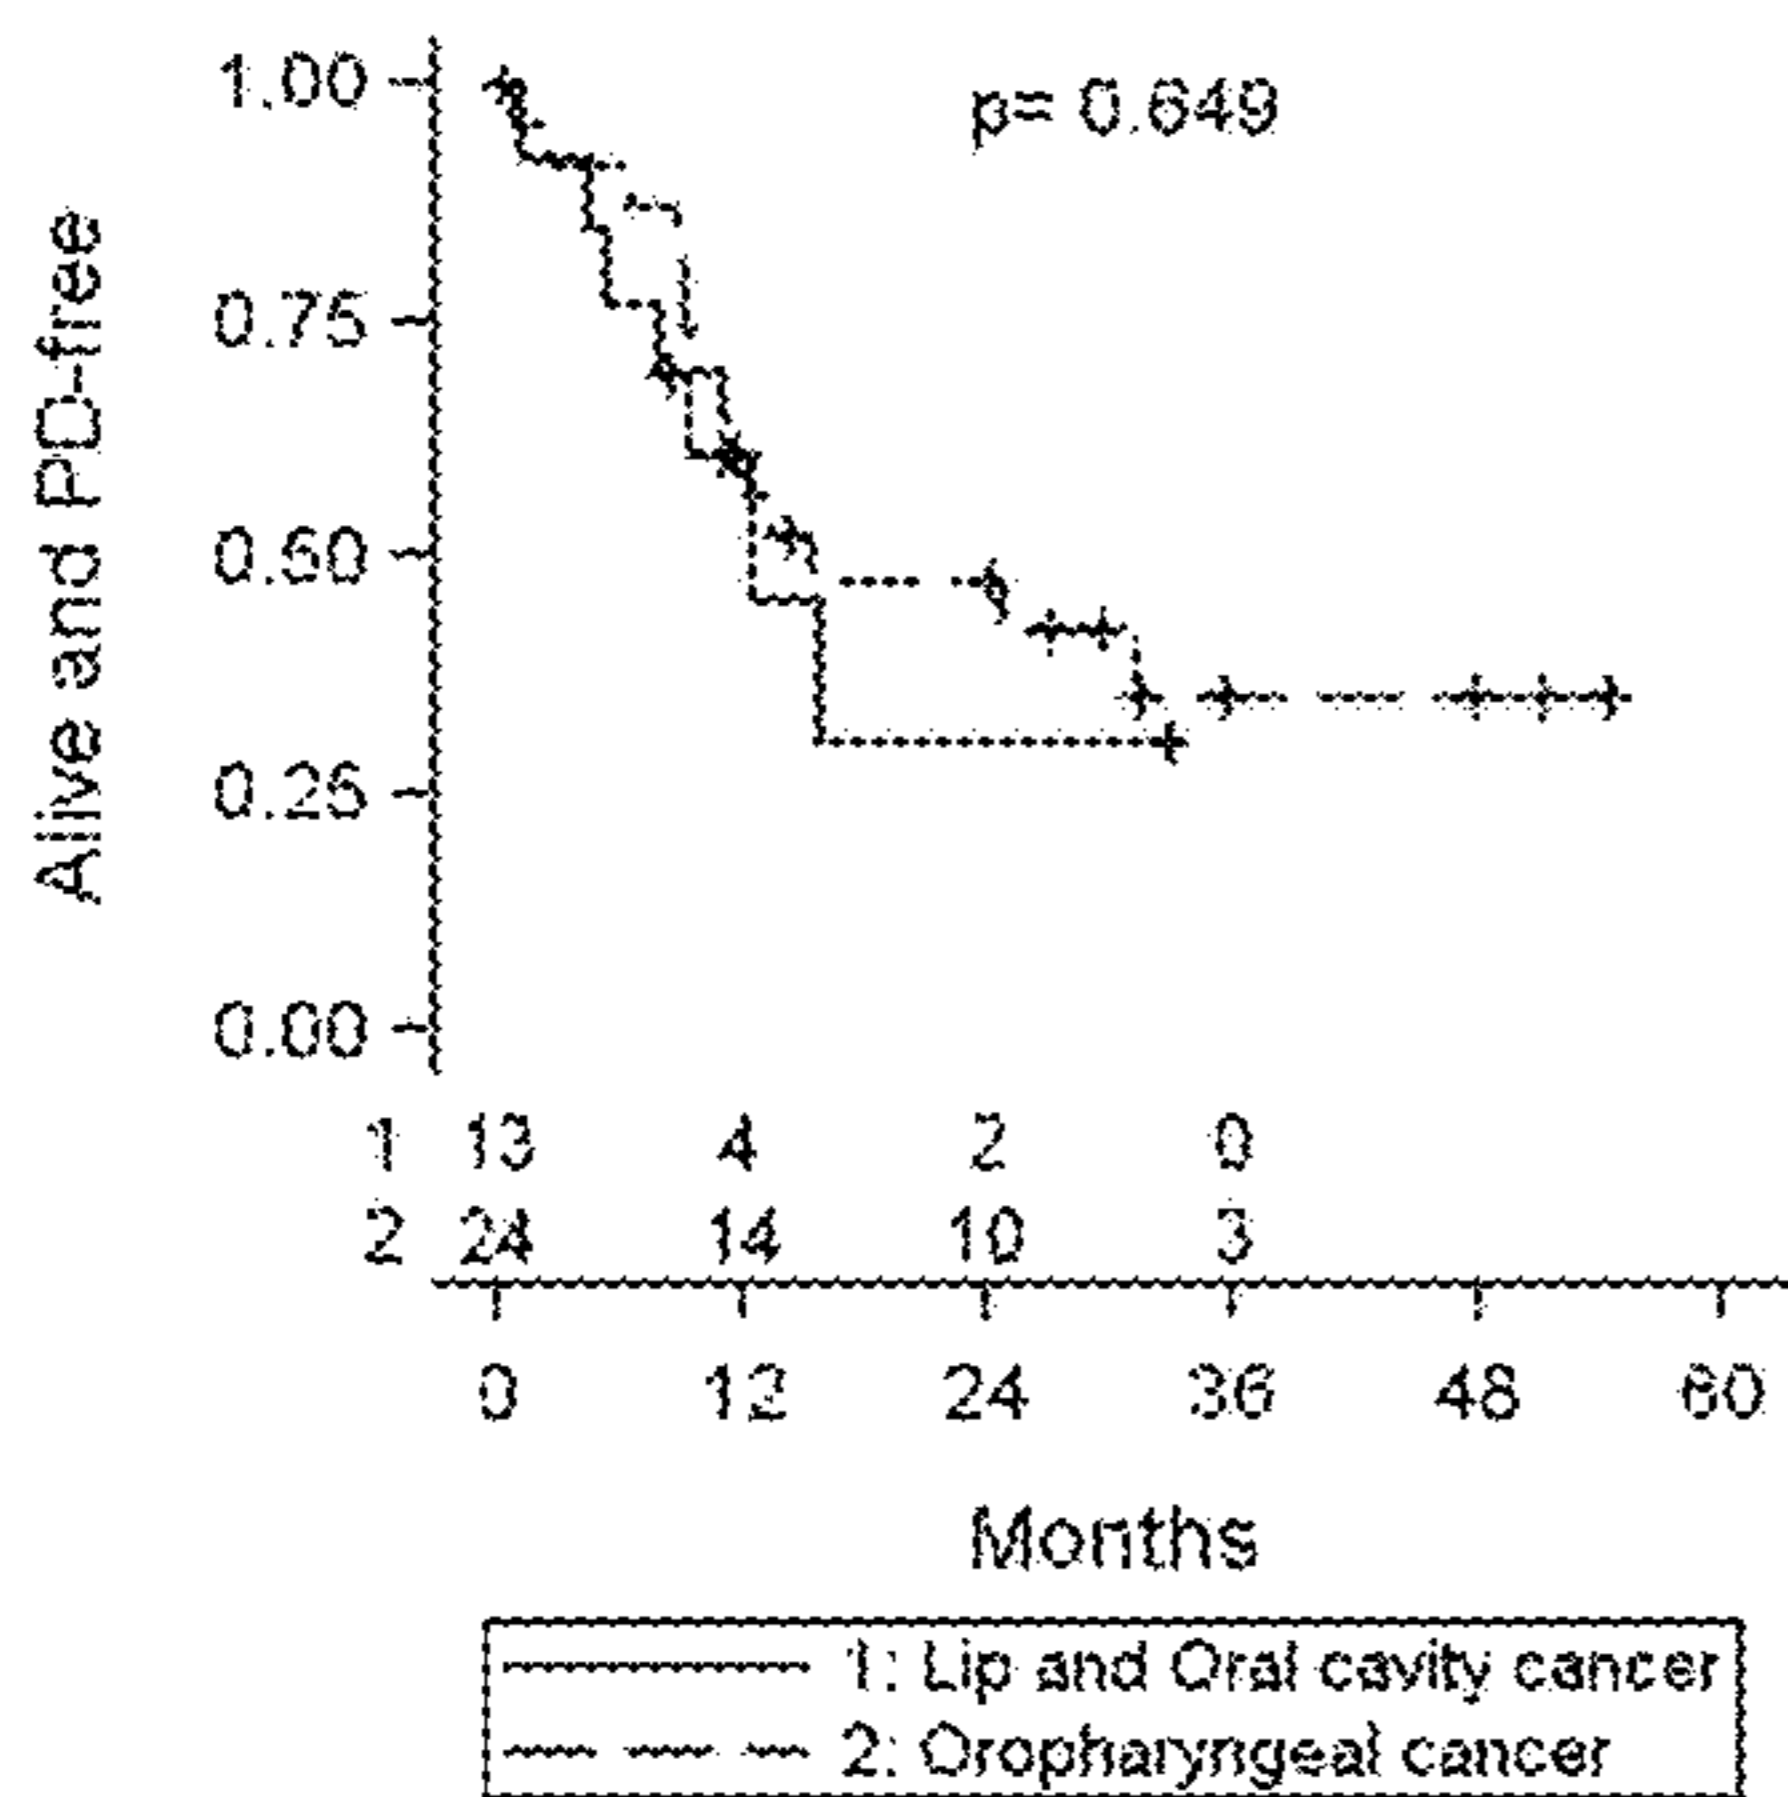 p= 0.649
Alive and PD-free
1.00
0.75
0.50
0.25
0.00
1 13 4 2 0
2 24 14 10 3
0 12 24 36 48 60
Months
1: Lip and Oral cavity cancer
2: Oropharyngeal cancer